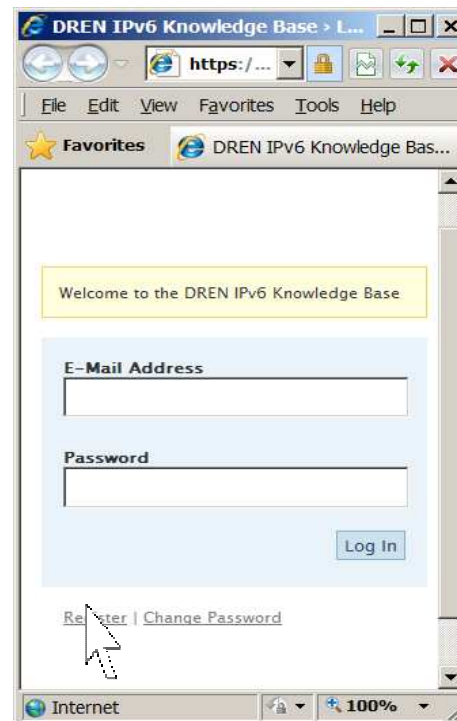 DREN IPv6 Knowledge Base › L...
https:/...
File Edit View Favorites Tools Help
Favorites DREN IPv6 Knowledge Bas...
Welcome to the DREN IPv6 Knowledge Base
E-Mail Address
Password
Log In
Register | Change Password
Internet 100%